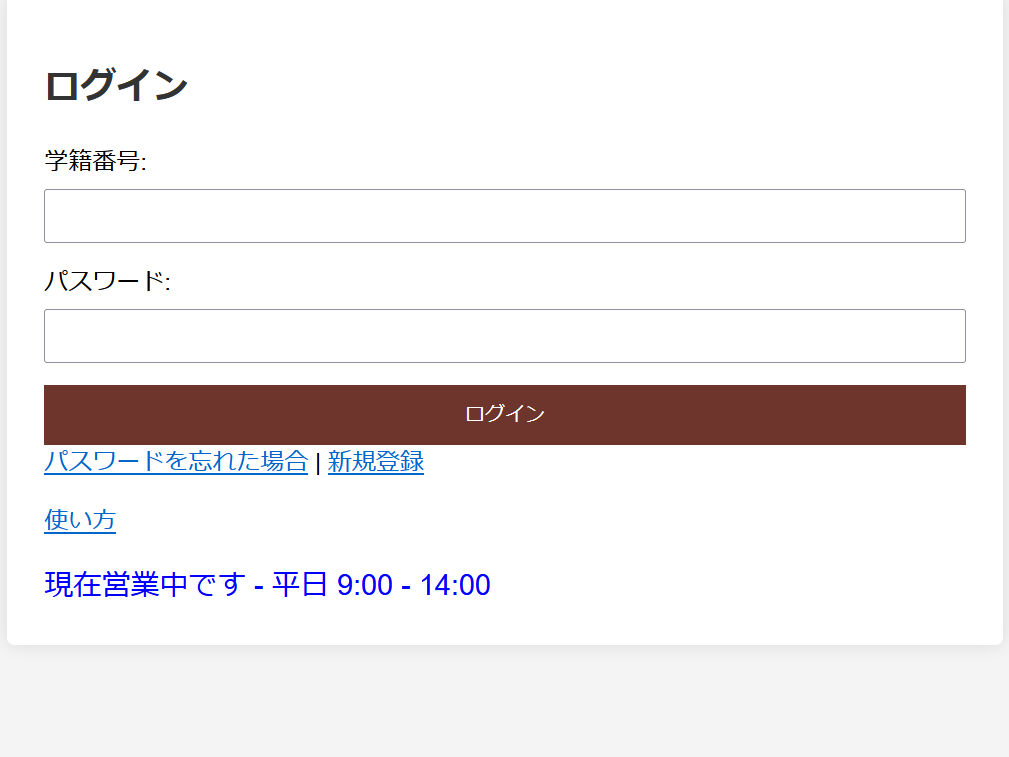 ログイン
学籍番号:
パスワード:
ログイン
パスワードを忘れた場合 | 新規登録
使い方
現在営業中です - 平日 9:00 - 14:00